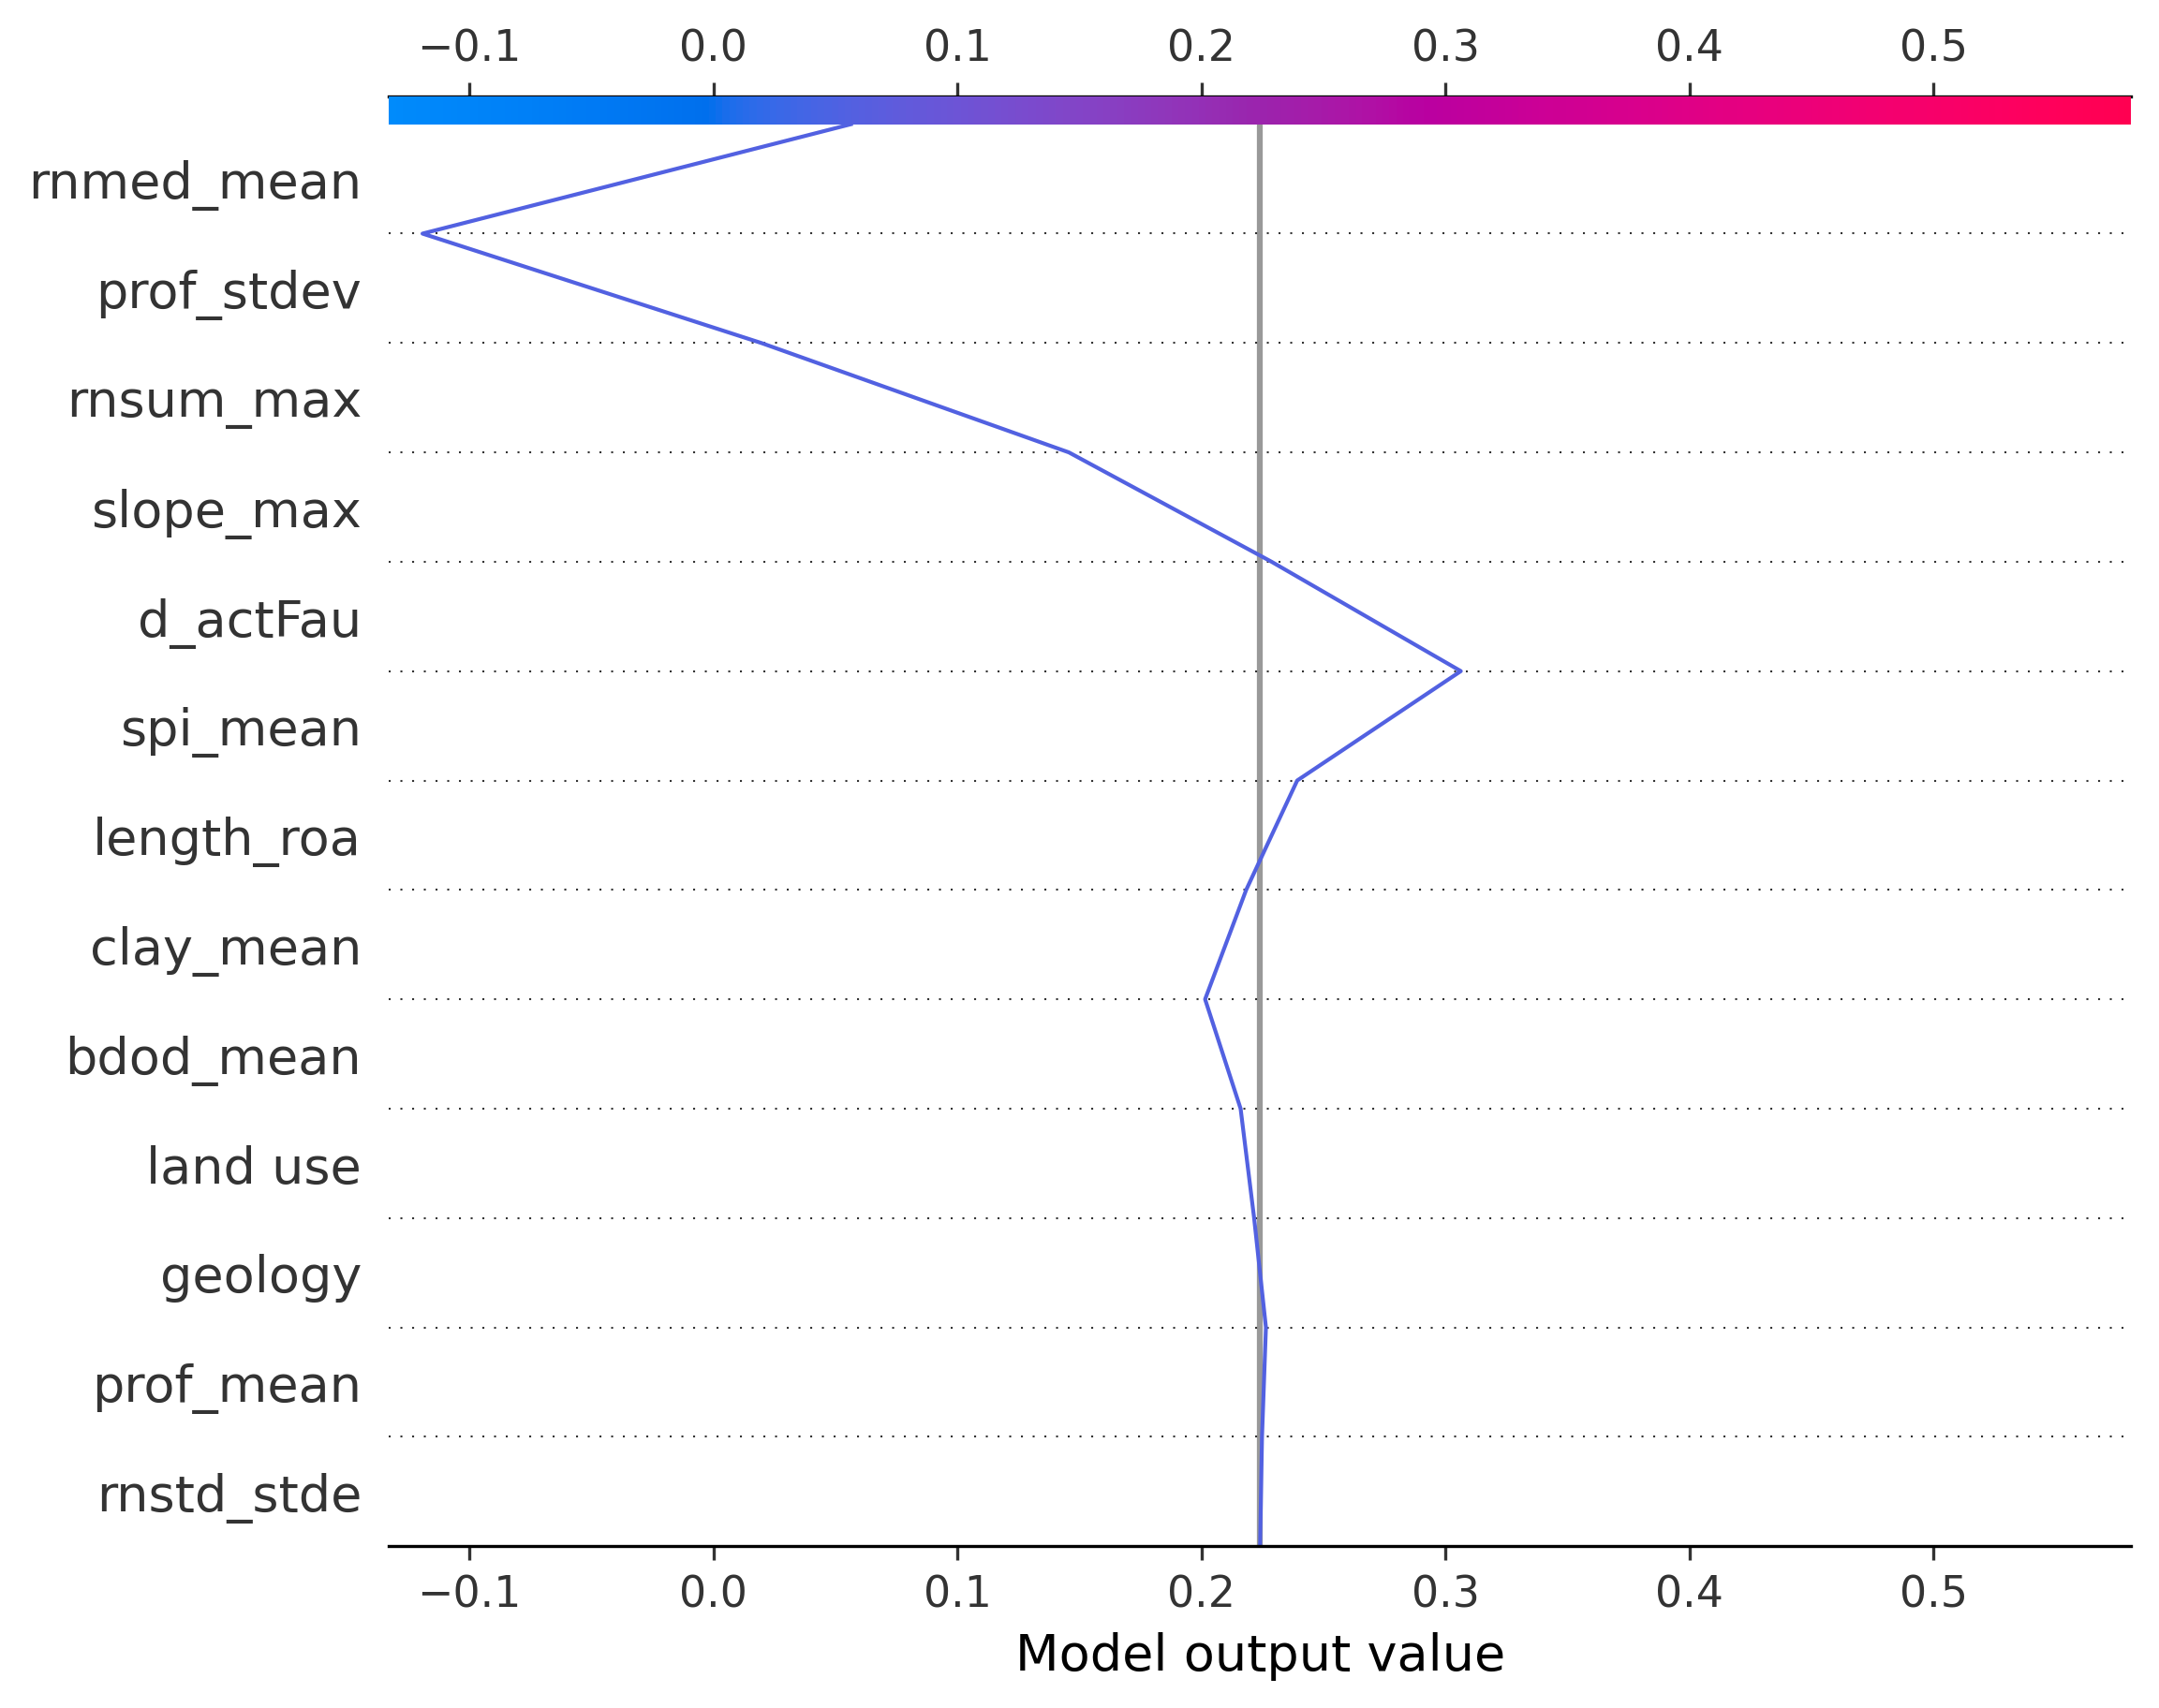 −0.1 0.0 0.1 0.2 0.3 0.4 0.5
rnmed_mean
prof_stdev
rnsum_max
slope_max
d_actFau
spi_mean
length_roa
clay_mean
bdod_mean
land use
geology
prof_mean
rnstd_stde
−0.1 0.0 0.1 0.2 0.3 0.4 0.5
Model output value